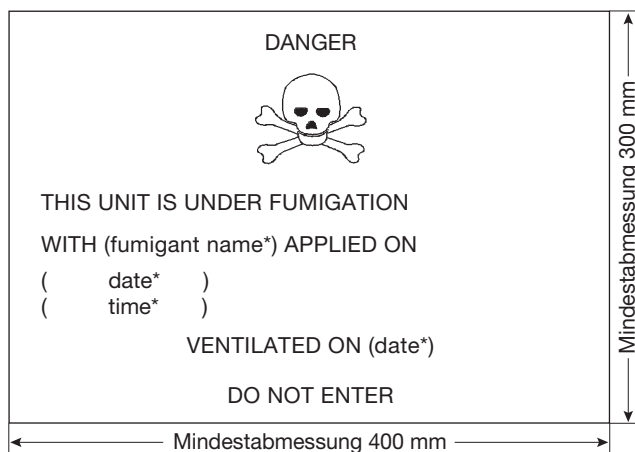 DANGER
THIS UNIT IS UNDER FUMIGATION
WITH (fumigant name*) APPLIED ON
( date* )
( time* )
VENTILATED ON (date*)
DO NOT ENTER
Mindestabmessung 300 mm
Mindestabmessung 400 mm